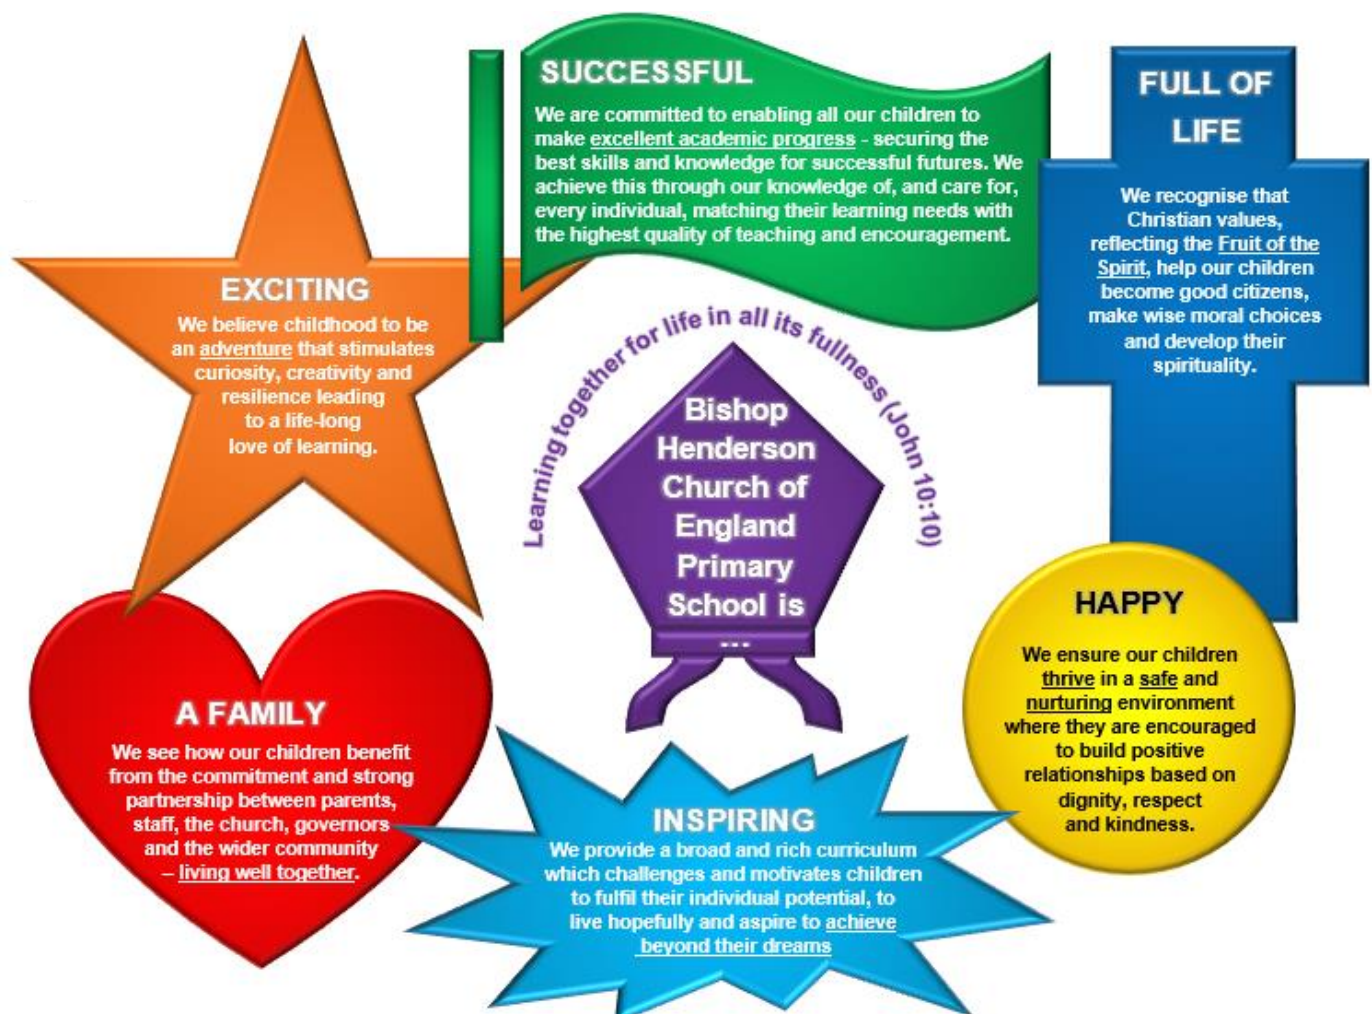 SUCCESSFUL
We are committed to enabling all our children to
make excellent academic progress - securing the
best skills and knowledge for successful futures. We
achieve this through our knowledge of, and care for,
every individual, matching their learning needs with
the highest quality of teaching and encouragement.
FULL OF
LIFE
We recognise that
Christian values,
reflecting the Fruit of the
Spirit, help our children
become good citizens,
make wise moral choices
and develop their
spirituality.
EXCITING
We believe childhood to be
an adventure that stimulates
curiosity, creativity and
resilience leading
to a life-long
love of learning.
Learning together for life in all its fullness (John 10:10)
Bishop
Henderson
Church of
England
Primary
School is
...
HAPPY
We ensure our children
thrive in a safe and
nurturing environment
where they are encouraged
to build positive
relationships based on
dignity, respect
and kindness.
A FAMILY
We see how our children benefit
from the commitment and strong
partnership between parents,
staff, the church, governors
and the wider community
– living well together.
INSPIRING
We provide a broad and rich curriculum
which challenges and motivates children
to fulfil their individual potential, to
live hopefully and aspire to achieve
beyond their dreams